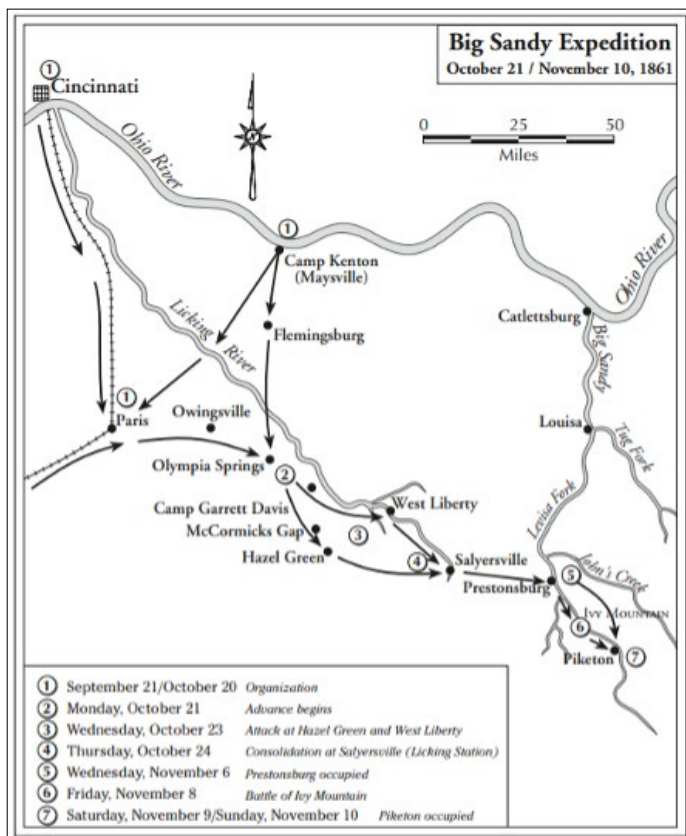 Big Sandy Expedition
October 21 / November 10, 1861
1
Cincinnati
0 25 50
Miles
N
Ohio River
1
Camp Kenton
(Maysville)
Ohio River
Catlettsburg
Big Sandy
Flemingsburg
Licking River
1
Paris
Owingsville
Louisa
Tug Fork
Olympia Springs
2
Camp Garrett Davis
West Liberty
Levisa Fork
McCormicks Gap
3
Hazel Green
4
Salyersville
John's Creek
Prestonsburg
5
Ivy Mountain
6
Piketon
7
1 September 21/October 20 Organization
2 Monday, October 21 Advance begins
3 Wednesday, October 23 Attack at Hazel Green and West Liberty
4 Thursday, October 24 Consolidation at Salyersville (Licking Station)
5 Wednesday, November 6 Prestonsburg occupied
6 Friday, November 8 Battle of Ivy Mountain
7 Saturday, November 9/Sunday, November 10 Piketon occupied